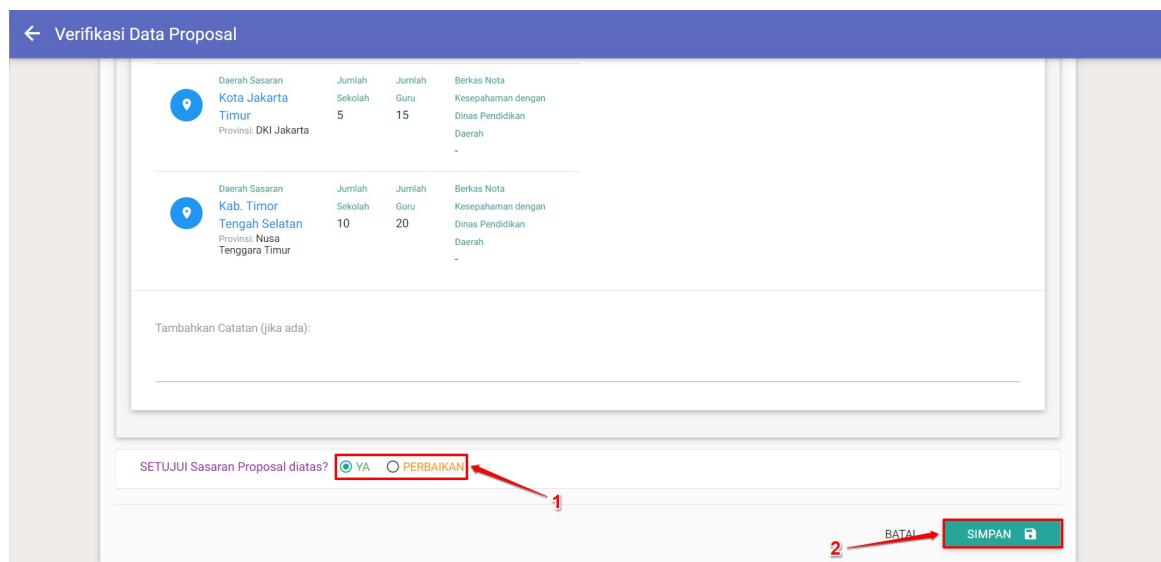 Verifikasi Data Proposal
Daerah Sasaran
Kota Jakarta
Timur
Provinsi: DKI Jakarta
Jumlah
Sekolah
5
Jumlah
Guru
15
Berkas Nota
Kesepahaman dengan
Dinas Pendidikan
Daerah
-
Daerah Sasaran
Kab. Timor
Tengah Selatan
Provinsi: Nusa
Tenggara Timur
Jumlah
Sekolah
10
Jumlah
Guru
20
Berkas Nota
Kesepahaman dengan
Dinas Pendidikan
Daerah
-
Tambahkan Catatan (jika ada):
SETUJUI Sasaran Proposal diatas? YA PERBAIKAN
1
BATAL
SIMPAN
2